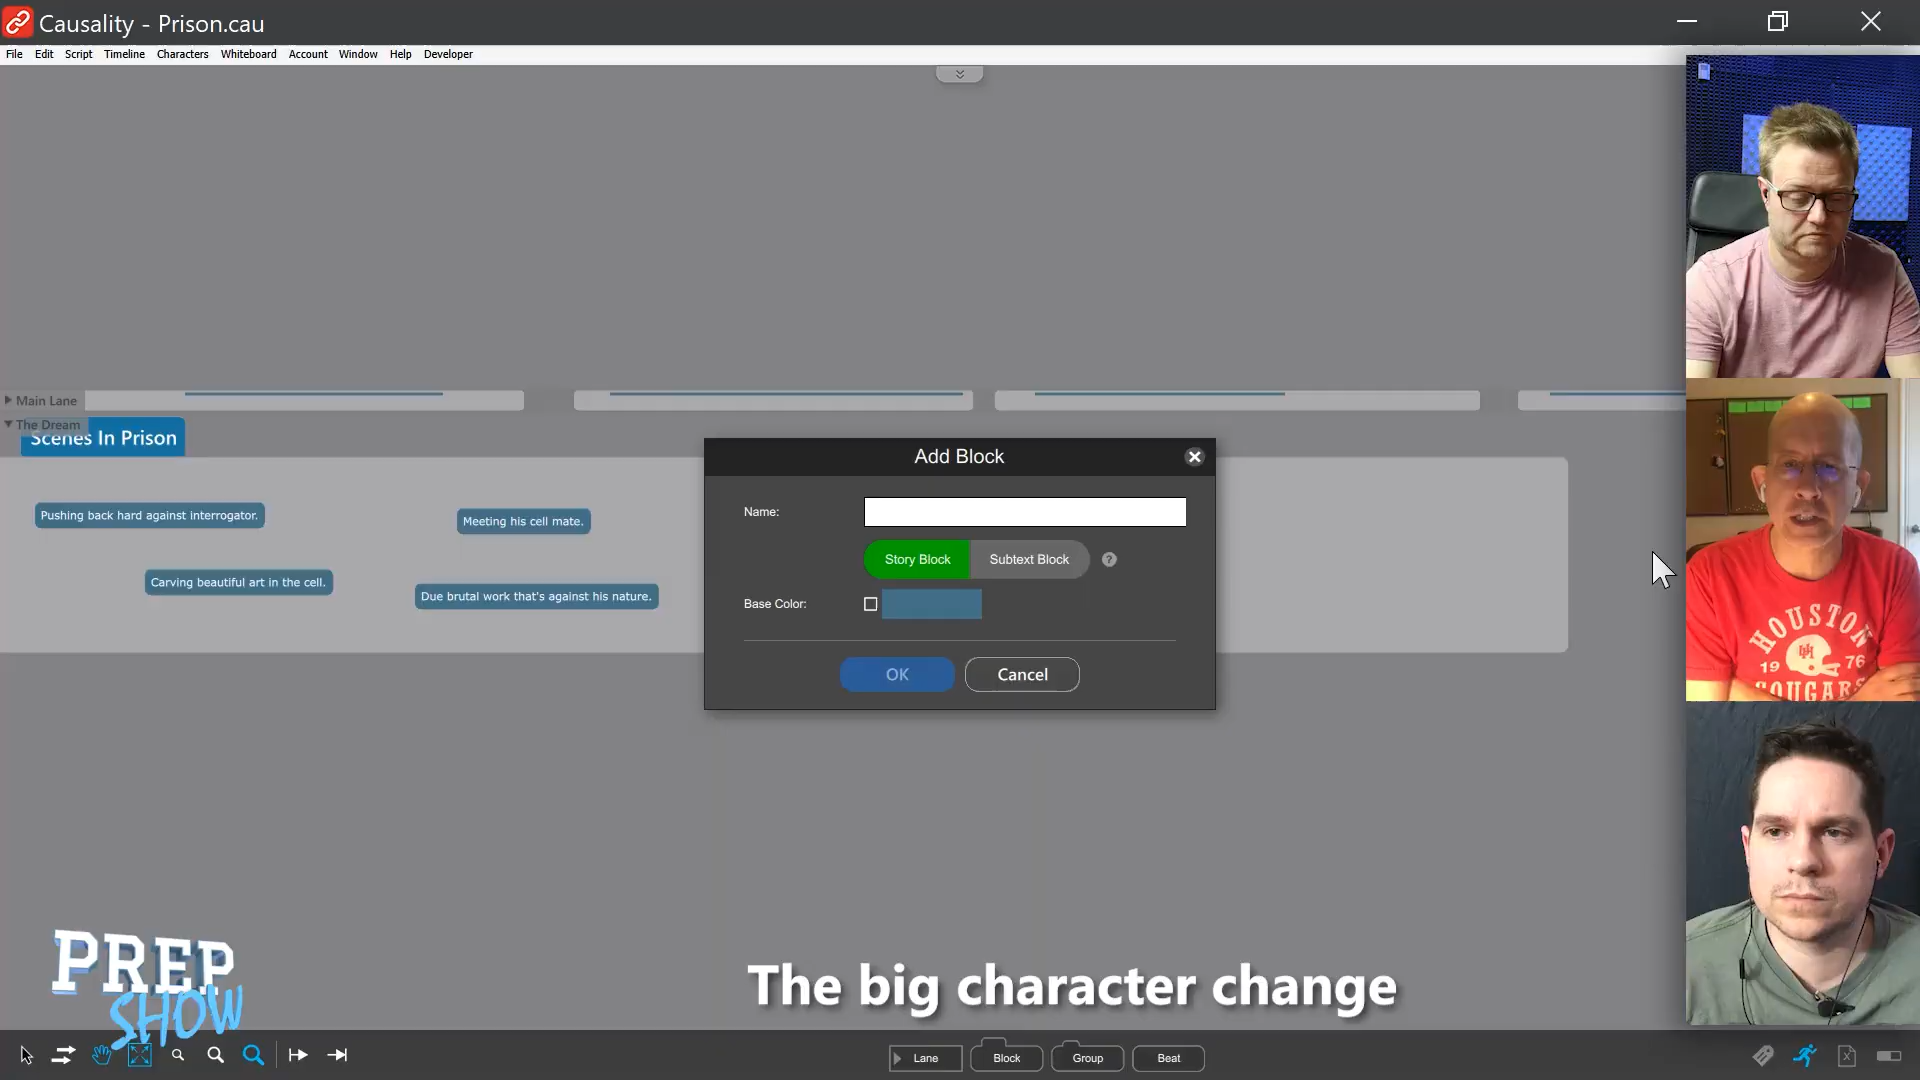 Causality - Prison.cau
File Edit Script Timeline Characters Whiteboard Account Window Help Developer
Main Lane
The Dream
Scenes In Prison
Pushing back hard against interrogator.
Meeting his cell mate.
Carving beautiful art in the cell.
Due brutal work that's against his nature.
Add Block
Name:
Story Block Subtext Block ?
Base Color:
OK Cancel
HOUSTON
19 UH 76
COUGARS
PREP
SHOW
The big character change
Lane Block Group Beat